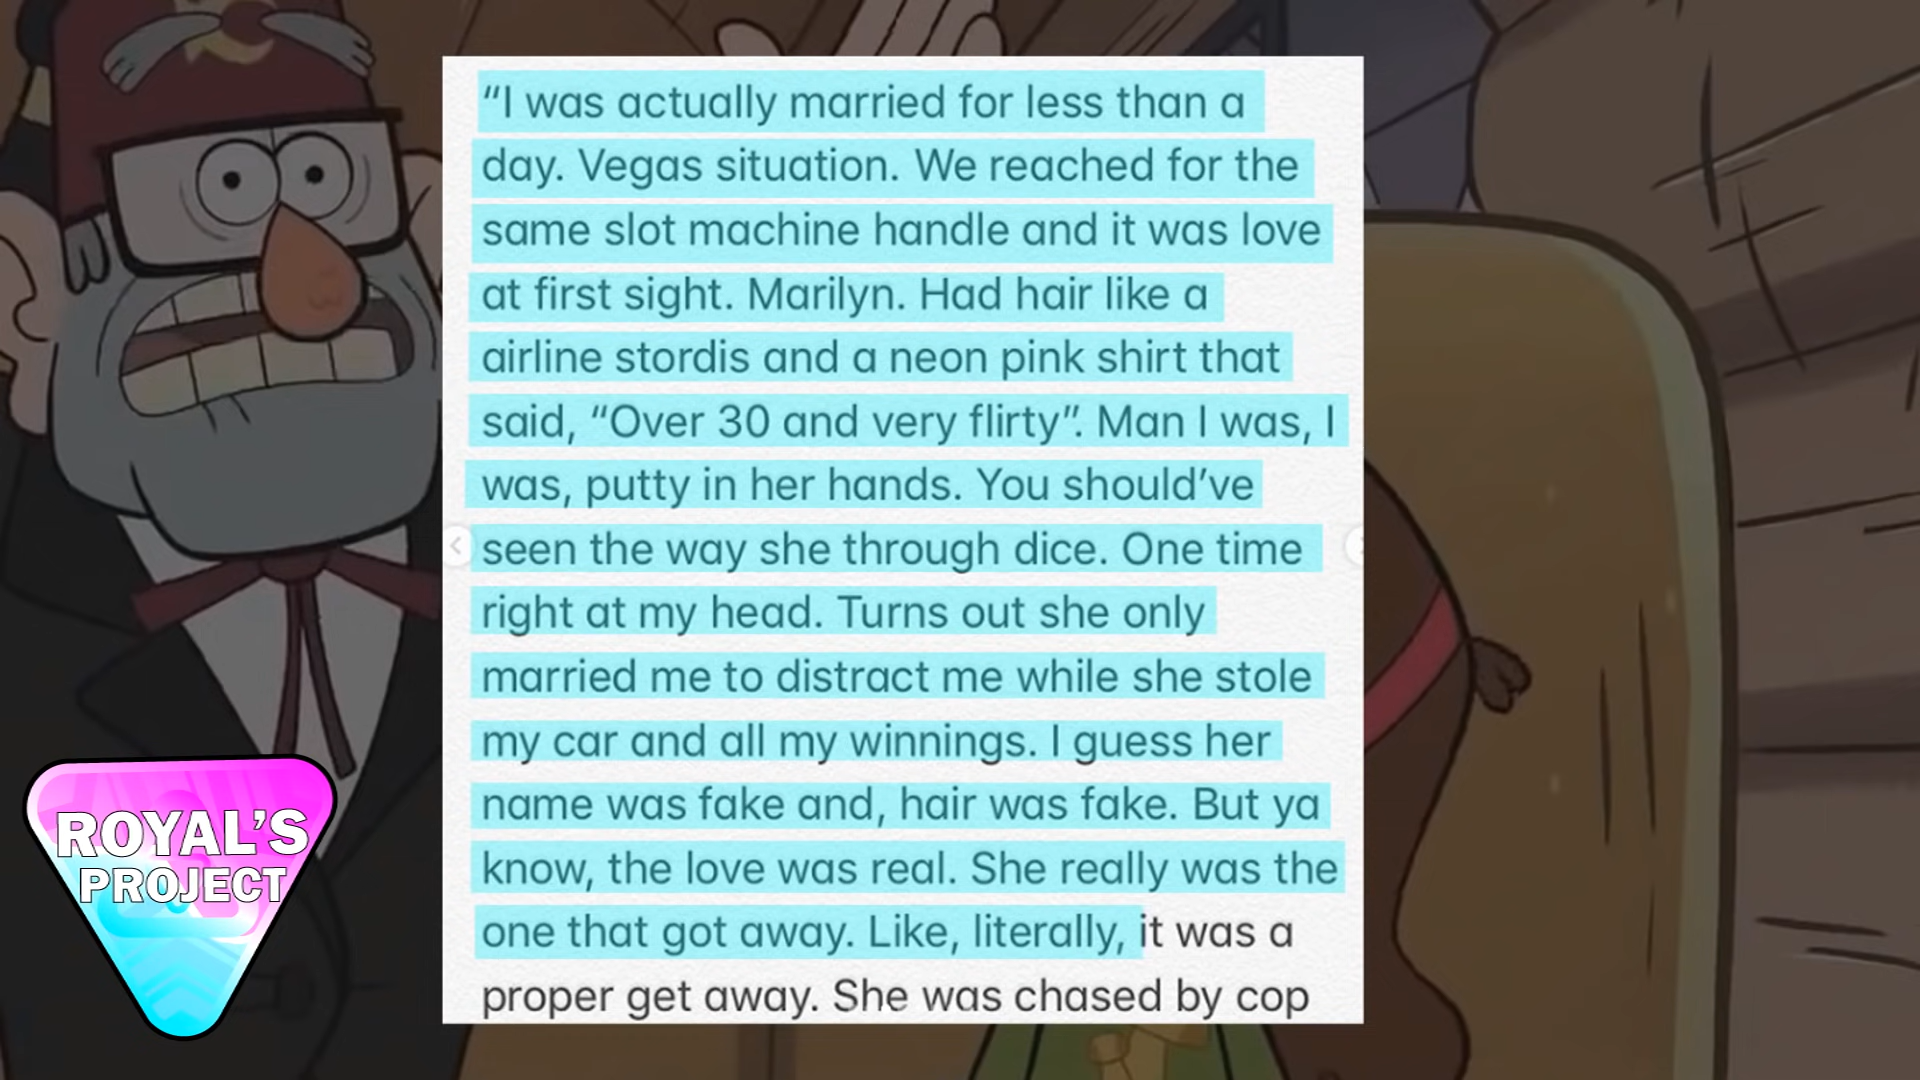 “I was actually married for less than a
day. Vegas situation. We reached for the
same slot machine handle and it was love
at first sight. Marilyn. Had hair like a
airline stordis and a neon pink shirt that
said, “Over 30 and very flirty”. Man I was, I
was, putty in her hands. You should’ve
seen the way she through dice. One time
right at my head. Turns out she only
married me to distract me while she stole
my car and all my winnings. I guess her
name was fake and, hair was fake. But ya
know, the love was real. She really was the
one that got away. Like, literally, it was a
proper get away. She was chased by cop
ROYAL’S
PROJECT